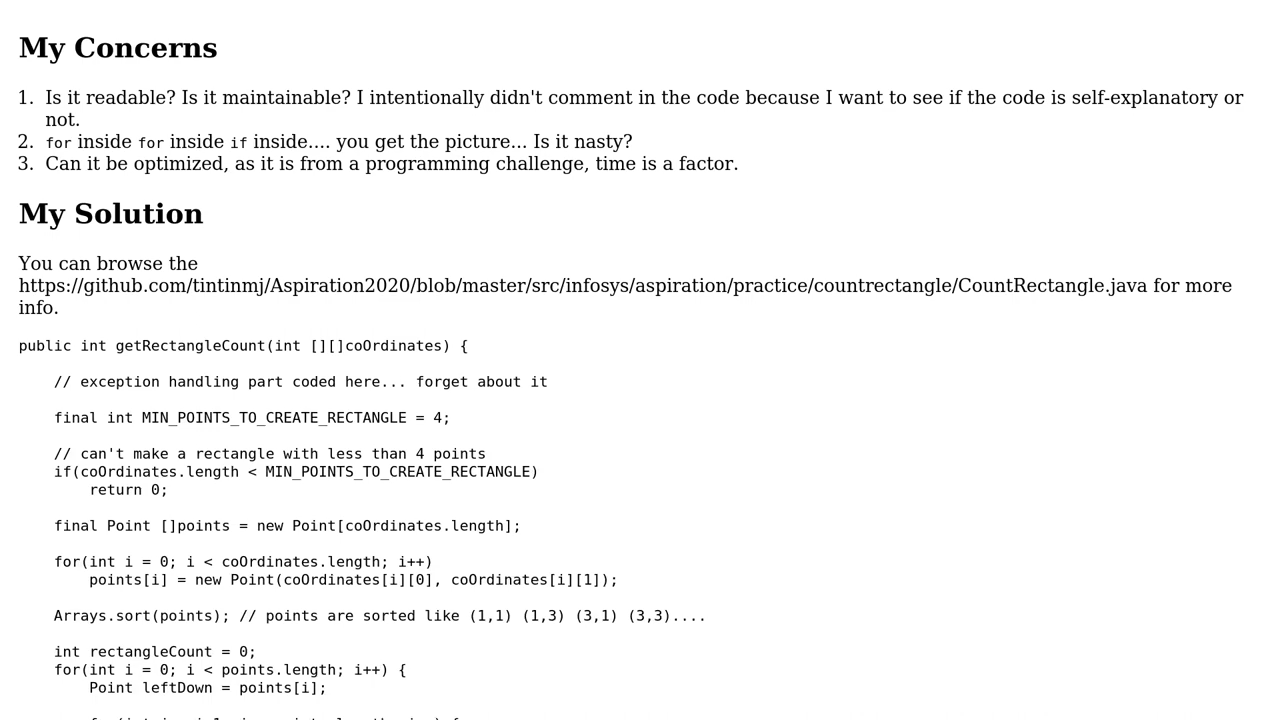 My Concerns
1. Is it readable? Is it maintainable? I intentionally didn't comment in the code because I want to see if the code is self-explanatory or
not.
2. for inside for inside if inside.... you get the picture... Is it nasty?
3. Can it be optimized, as it is from a programming challenge, time is a factor.
My Solution
You can browse the
https://github.com/tintinmj/Aspiration2020/blob/master/src/infosys/aspiration/practice/countrectangle/CountRectangle.java for more
info.
public int getRectangleCount(int [][]coOrdinates) {
    // exception handling part coded here... forget about it
    final int MIN_POINTS_TO_CREATE_RECTANGLE = 4;
    // can't make a rectangle with less than 4 points
    if(coOrdinates.length < MIN_POINTS_TO_CREATE_RECTANGLE)
        return 0;
    final Point []points = new Point[coOrdinates.length];
    for(int i = 0; i < coOrdinates.length; i++)
        points[i] = new Point(coOrdinates[i][0], coOrdinates[i][1]);
    Arrays.sort(points); // points are sorted like (1,1) (1,3) (3,1) (3,3)....
    int rectangleCount = 0;
    for(int i = 0; i < points.length; i++) {
        Point leftDown = points[i];